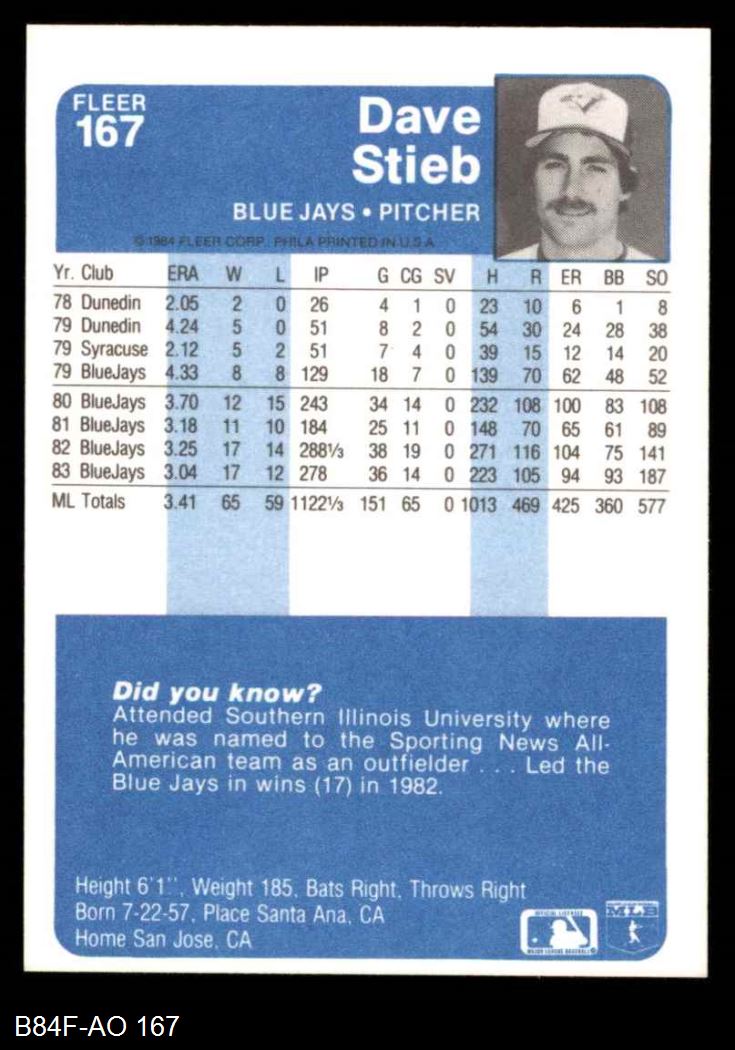 FLEER
167
Dave
Stieb
BLUE JAYS • PITCHER
© 1984 FLEER CORP. PHILA PRINTED IN U.S.A
Yr. Club ERA W L IP G CG SV H R ER BB SO
78 Dunedin 2.05 2 0 26 4 1 0 23 10 6 1 8
79 Dunedin 4.24 5 0 51 8 2 0 54 30 24 28 38
79 Syracuse 2.12 5 2 51 7 4 0 39 15 12 14 20
79 BlueJays 4.33 8 8 129 18 7 0 139 70 62 48 52
80 BlueJays 3.70 12 15 243 34 14 0 232 108 100 83 108
81 BlueJays 3.18 11 10 184 25 11 0 148 70 65 61 89
82 BlueJays 3.25 17 14 288⅓ 38 19 0 271 116 104 75 141
83 BlueJays 3.04 17 12 278 36 14 0 223 105 94 93 187
ML Totals 3.41 65 59 1122⅓ 151 65 0 1013 469 425 360 577
Did you know?
Attended Southern Illinois University where
he was named to the Sporting News All-
American team as an outfielder . . . Led the
Blue Jays in wins (17) in 1982.
Height 6'1'', Weight 185, Bats Right, Throws Right
Born 7-22-57, Place Santa Ana, CA
Home San Jose, CA
OFFICIAL LICENSEE
MAJOR LEAGUE BASEBALL
B84F-AO 167